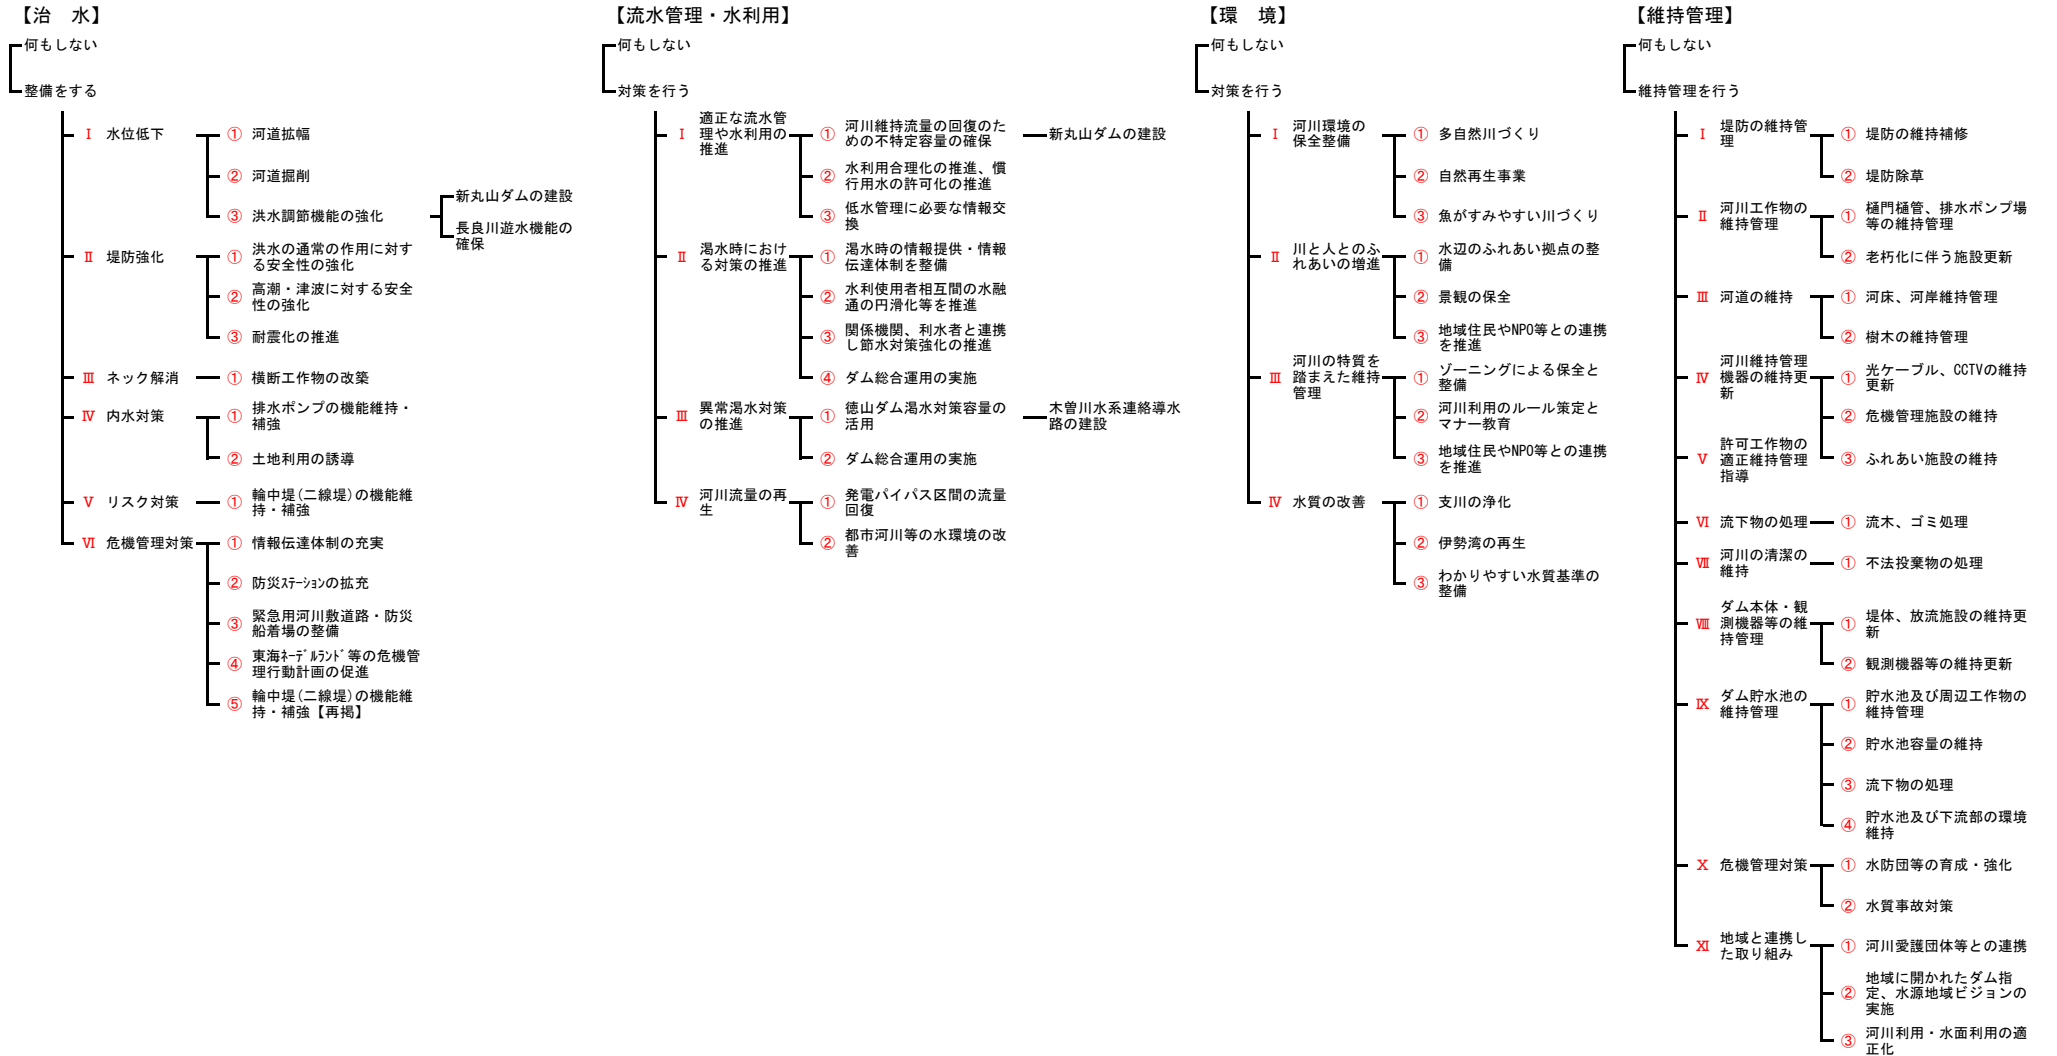 【治　水】
何もしない
整備をする
Ⅰ 水位低下
① 河道拡幅
② 河道掘削
③ 洪水調節機能の強化
新丸山ダムの建設
長良川遊水機能の
確保
Ⅱ 堤防強化
① 洪水の通常の作用に対す
る安全性の強化
② 高潮・津波に対する安全
性の強化
③ 耐震化の推進
Ⅲ ネック解消
① 横断工作物の改築
Ⅳ 内水対策
① 排水ポンプの機能維持・
補強
② 土地利用の誘導
Ⅴ リスク対策
① 輪中堤(二線堤)の機能維
持・補強
Ⅵ 危機管理対策
① 情報伝達体制の充実
② 防災ｽﾃｰｼｮﾝの拡充
③ 緊急用河川敷道路・防災
船着場の整備
④ 東海ﾈｰﾃﾞﾙﾗﾝﾄﾞ等の危機管
理行動計画の促進
⑤ 輪中堤(二線堤)の機能維
持・補強【再掲】
【流水管理・水利用】
何もしない
対策を行う
Ⅰ 適正な流水管
理や水利用の
推進
① 河川維持流量の回復のた
めの不特定容量の確保
新丸山ダムの建設
② 水利用合理化の推進、慣
行用水の許可化の推進
③ 低水管理に必要な情報交
換
Ⅱ 渇水時におけ
る対策の推進
① 渇水時の情報提供・情報
伝達体制を整備
② 水利使用者相互間の水融
通の円滑化等を推進
③ 関係機関、利水者と連携
し節水対策強化の推進
④ ダム総合運用の実施
Ⅲ 異常渇水対策
の推進
① 徳山ダム渇水対策容量の
活用
木曽川水系連絡導水
路の建設
② ダム総合運用の実施
Ⅳ 河川流量の再
生
① 発電バイパス区間の流量
回復
② 都市河川等の水環境の改
善
【環　境】
何もしない
対策を行う
Ⅰ 河川環境の
保全整備
① 多自然川づくり
② 自然再生事業
③ 魚がすみやすい川づくり
Ⅱ 川と人とのふ
れあいの増進
① 水辺のふれあい拠点の整
備
② 景観の保全
③ 地域住民やNPO等との連携
を推進
Ⅲ 河川の特質を
踏まえた維持
管理
① ゾーニングによる保全と
整備
② 河川利用のルール策定と
マナー教育
③ 地域住民やNPO等との連携
を推進
Ⅳ 水質の改善
① 支川の浄化
② 伊勢湾の再生
③ わかりやすい水質基準の
整備
【維持管理】
何もしない
維持管理を行う
Ⅰ 堤防の維持管
理
① 堤防の維持補修
② 堤防除草
Ⅱ 河川工作物の
維持管理
① 樋門樋管、排水ポンプ場
等の維持管理
② 老朽化に伴う施設更新
Ⅲ 河道の維持
① 河床、河岸維持管理
② 樹木の維持管理
Ⅳ 河川維持管理
機器の維持更
新
① 光ケーブル、CCTVの維持
更新
② 危機管理施設の維持
③ ふれあい施設の維持
Ⅴ 許可工作物の
適正維持管理
指導
Ⅵ 流下物の処理
① 流木、ゴミ処理
Ⅶ 河川の清潔の
維持
① 不法投棄物の処理
Ⅷ ダム本体・観
測機器等の維
持管理
① 堤体、放流施設の維持更
新
② 観測機器等の維持更新
Ⅸ ダム貯水池の
維持管理
① 貯水池及び周辺工作物の
維持管理
② 貯水池容量の維持
③ 流下物の処理
④ 貯水池及び下流部の環境
維持
Ⅹ 危機管理対策
① 水防団等の育成・強化
② 水質事故対策
Ⅺ 地域と連携し
た取り組み
① 河川愛護団体等との連携
② 地域に開かれたダム指
定、水源地域ビジョンの
実施
③ 河川利用・水面利用の適
正化